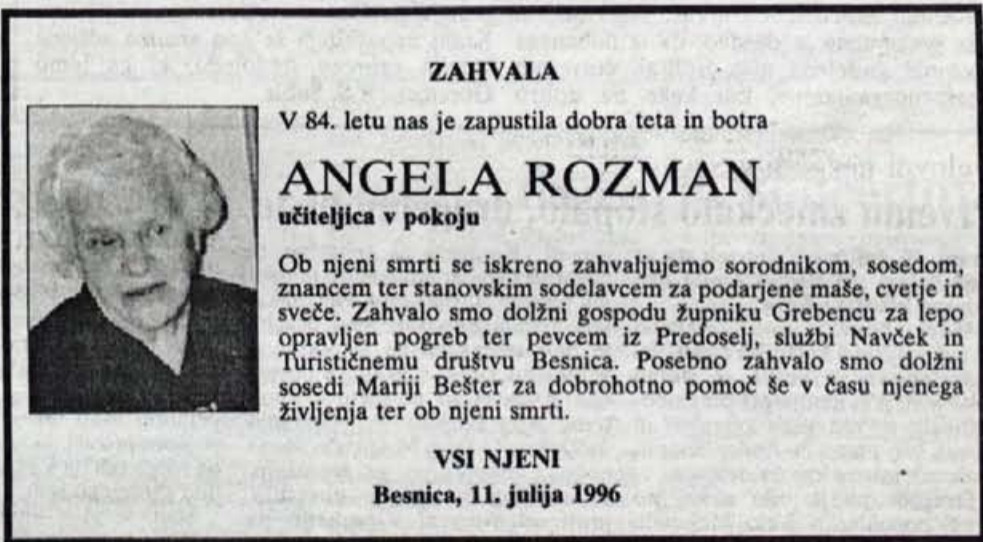 ZAHVALA
V 84. letu nas je zapustila dobra teta in botra
ANGELA ROZMAN
učiteljica v pokoju
Ob njeni smrti se iskreno zahvaljujemo sorodnikom, sosedom,
znancem ter stanovskim sodelavcem za podarjene maše, cvetje in
sveče. Zahvalo smo dolžni gospodu župniku Grebencu za lepo
opravljen pogreb ter pevcem iz Predoselj, službi Navček in
Turističnemu društvu Besnica. Posebno zahvalo smo dolžni
sosedi Mariji Bešter za dobrohotno pomoč še v času njenega
življenja ter ob njeni smrti.
VSI NJENI
Besnica, 11. julija 1996